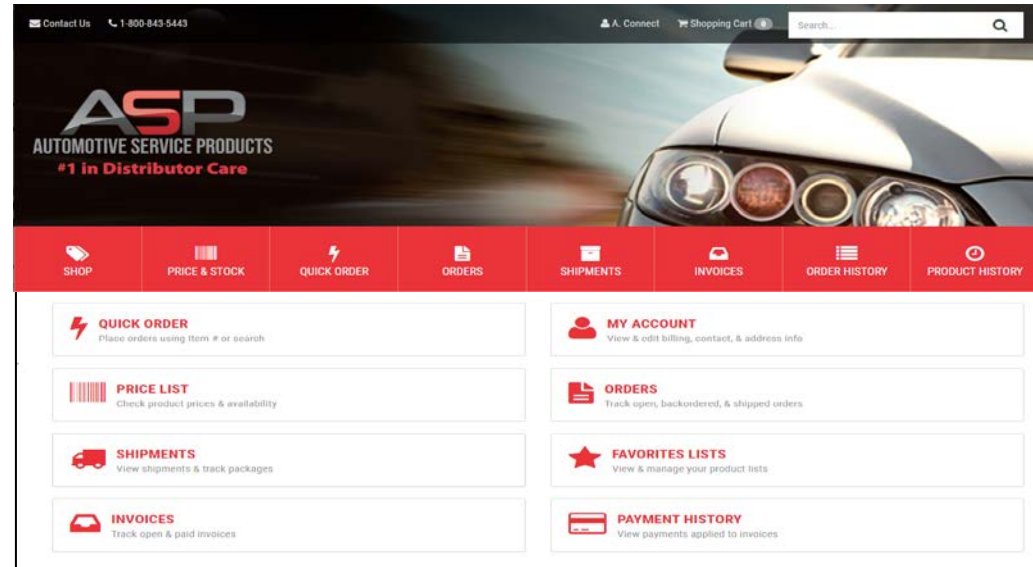 Contact Us 1-800-843-5443 A. Connect Shopping Cart 0 Search...
ASP
AUTOMOTIVE SERVICE PRODUCTS
#1 in Distributor Care
SHOP PRICE & STOCK QUICK ORDER ORDERS SHIPMENTS INVOICES ORDER HISTORY PRODUCT HISTORY
QUICK ORDER
Place orders using Item # or search
MY ACCOUNT
View & edit billing, contact, & address info
PRICE LIST
Check product prices & availability
ORDERS
Track open, backordered, & shipped orders
SHIPMENTS
View shipments & track packages
FAVORITES LISTS
View & manage your product lists
INVOICES
Track open & paid invoices
PAYMENT HISTORY
View payments applied to invoices